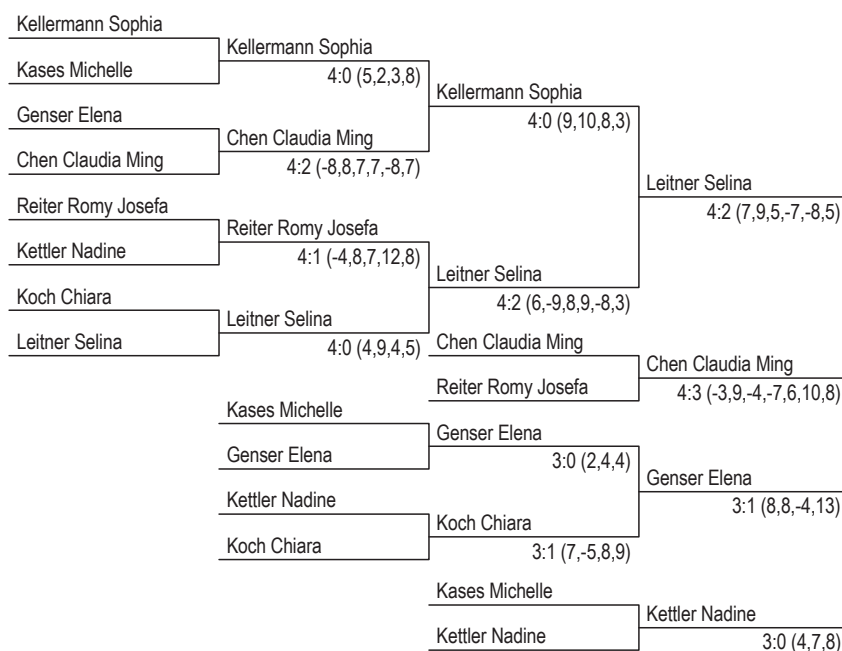 Kellermann Sophia
Kellermann Sophia
Kases Michelle
4:0 (5,2,3,8)
Kellermann Sophia
Genser Elena
4:0 (9,10,8,3)
Chen Claudia Ming
Chen Claudia Ming
4:2 (-8,8,7,7,-8,7)
Leitner Selina
Reiter Romy Josefa
4:2 (7,9,5,-7,-8,5)
Reiter Romy Josefa
Kettler Nadine
4:1 (-4,8,7,12,8)
Leitner Selina
Koch Chiara
4:2 (6,-9,8,9,-8,3)
Leitner Selina
Leitner Selina
4:0 (4,9,4,5)
Chen Claudia Ming
Chen Claudia Ming
Reiter Romy Josefa
4:3 (-3,9,-4,-7,6,10,8)
Kases Michelle
Genser Elena
Genser Elena
3:0 (2,4,4)
Genser Elena
Kettler Nadine
3:1 (8,8,-4,13)
Koch Chiara
Koch Chiara
3:1 (7,-5,8,9)
Kases Michelle
Kettler Nadine
Kettler Nadine
3:0 (4,7,8)